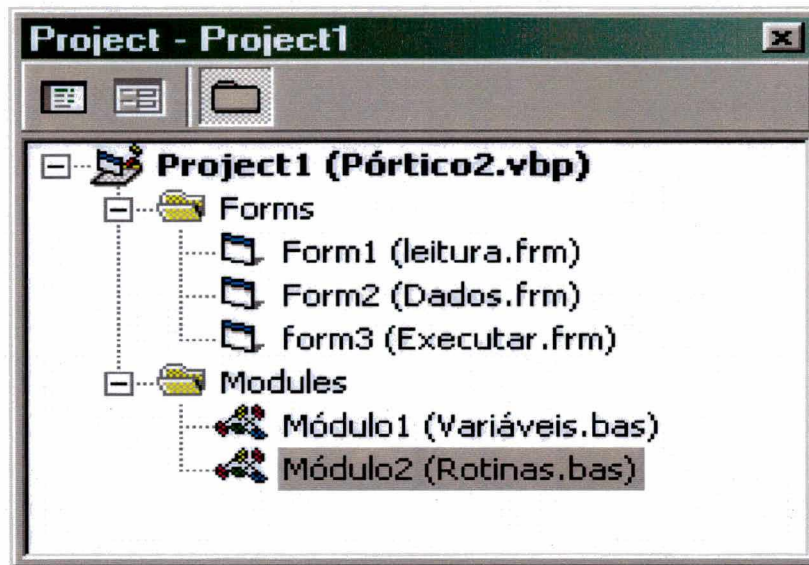 Project - Project1
Project1 (Pórtico2.vbp)
Forms
Form1 (leitura.frm)
Form2 (Dados.frm)
form3 (Executar.frm)
Modules
Módulo1 (Variáveis.bas)
Módulo2 (Rotinas.bas)